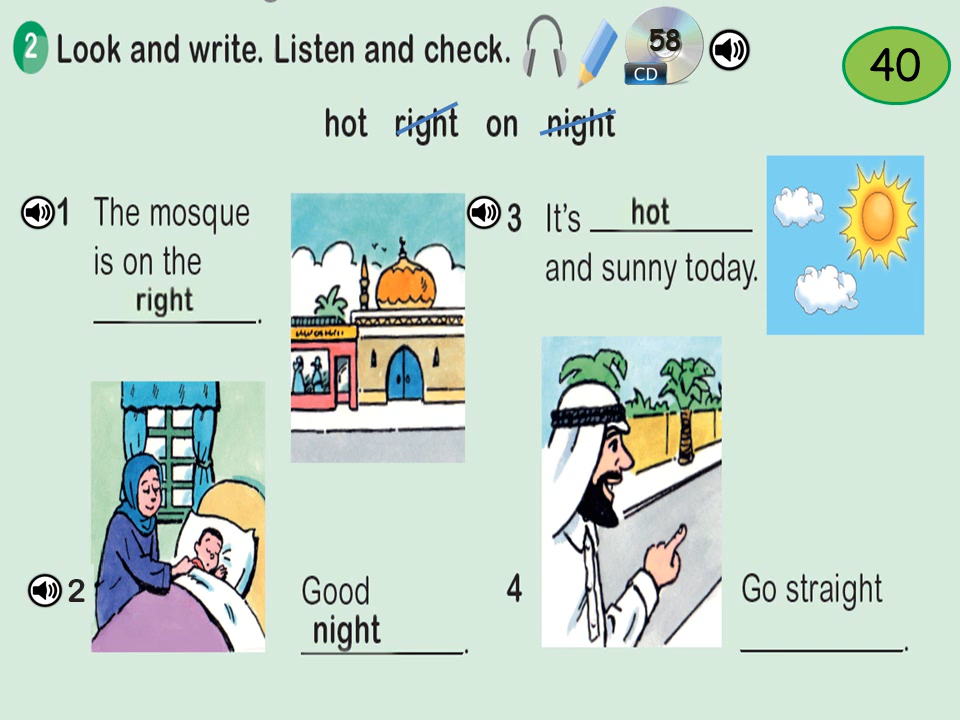 2 Look and write. Listen and check.
58
CD
40
hot right on night
1 The mosque
is on the
right
.
3 It's hot
and sunny today.
2 Good
night.
4 Go straight
.